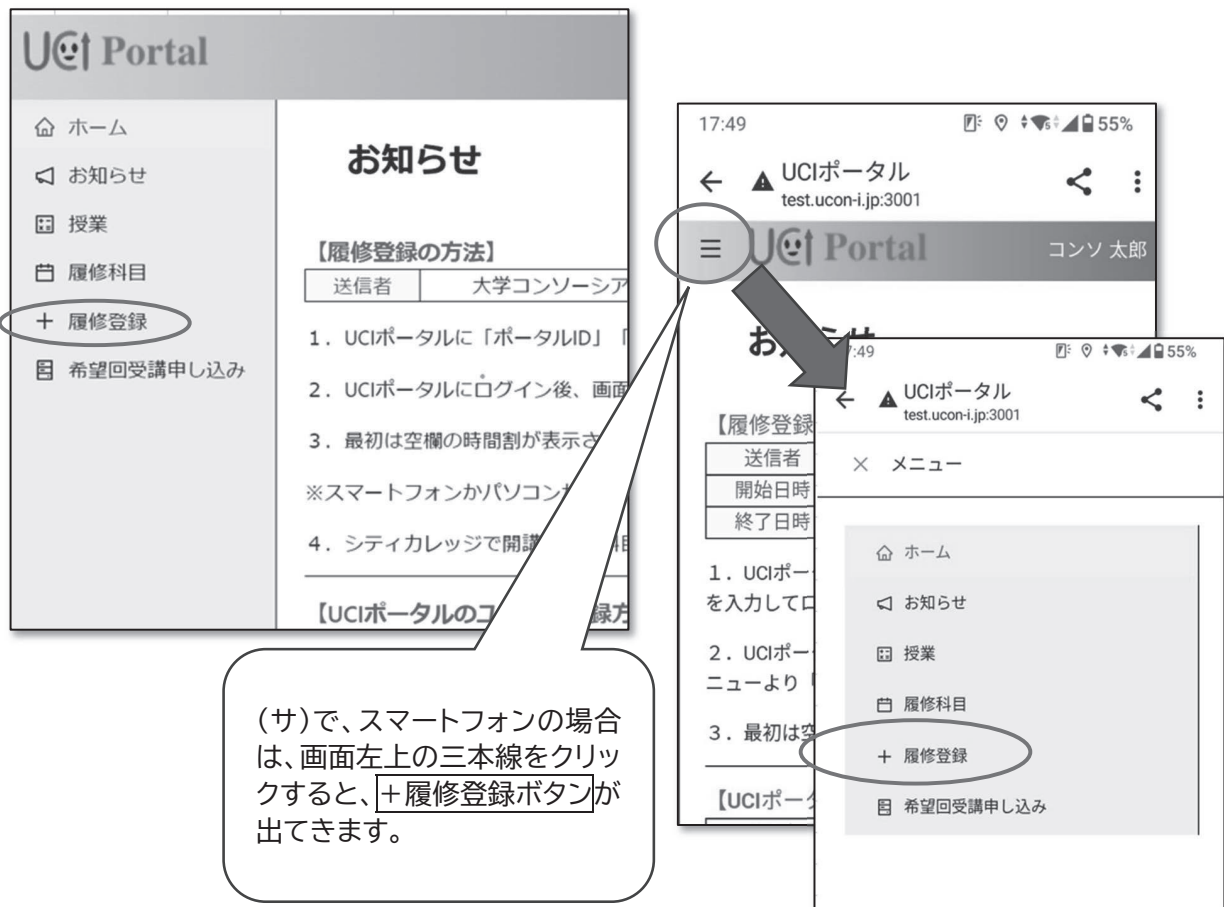 UCI Portal
ホーム
お知らせ
授業
履修科目
+ 履修登録
希望回受講申し込み
お知らせ
【履修登録の方法】
送信者 大学コンソーシア
1. UCIポータルに「ポータルID」「
2. UCIポータルにログイン後、画面
3. 最初は空欄の時間割が表示さ
※スマートフォンかパソコン
4. シティカレッジで開講
【UCIポータルのユ
17:49 55%
UCIポータル
test.ucon-i.jp:3001
UCI Portal コンソ 太郎
お知らせ
【履修登録
送信者
開始日時
終了日時
1. UCIポー
を入力してロ
2. UCIポー
ニューより「
3. 最初は空
【UCIポー
:49 55%
UCIポータル
test.ucon-i.jp:3001
× メニュー
ホーム
お知らせ
授業
履修科目
+ 履修登録
希望回受講申し込み
(サ)で、スマートフォンの場合
は、画面左上の三本線をクリッ
クすると、+履修登録ボタンが
出てきます。